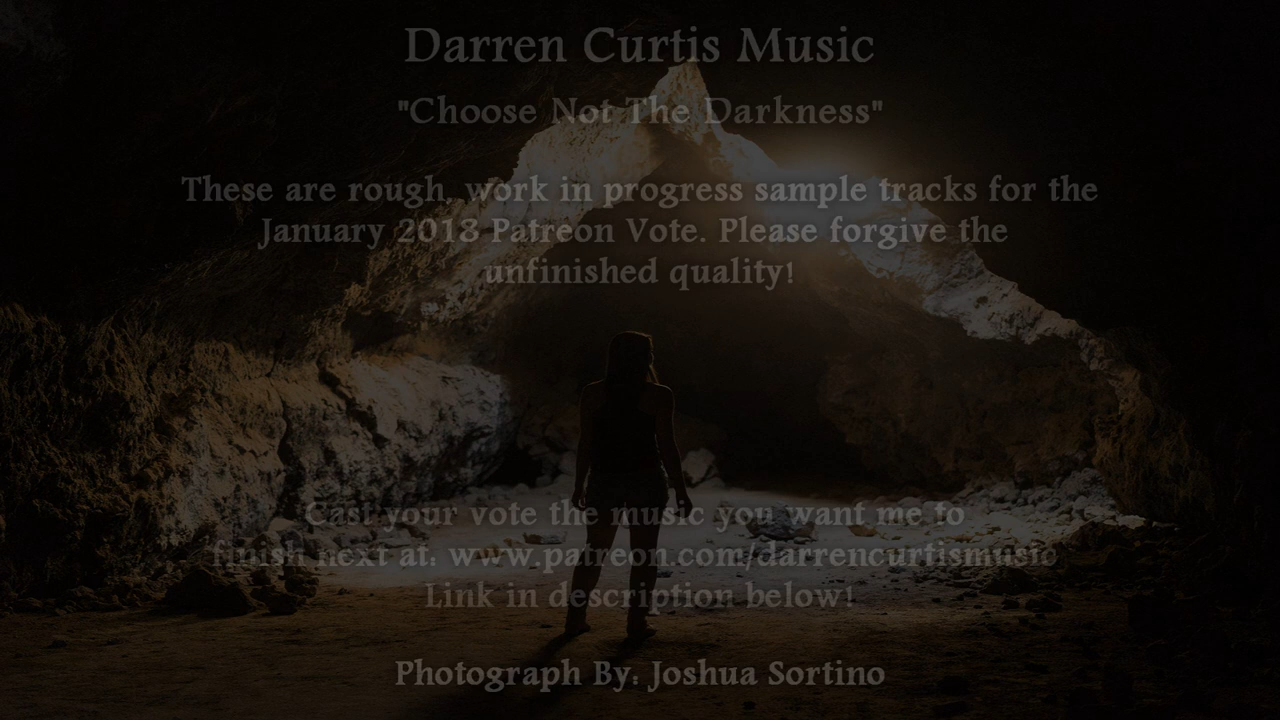 Darren Curtis Music
"Choose Not The Darkness"
These are rough, work in progress sample tracks for the
January 2018 Patreon Vote. Please forgive the
unfinished quality!
Cast your vote the music you want me to
finish next at: www.patreon.com/darrencurtismusic
Link in description below!
Photograph By: Joshua Sortino